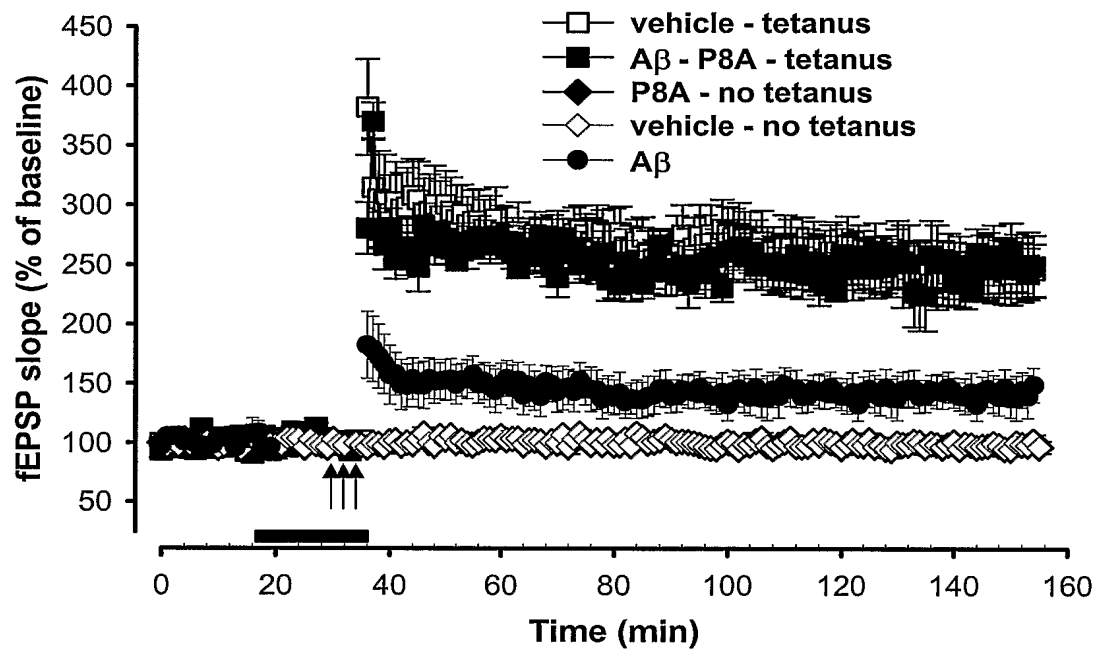 vehicle - tetanus
Aβ - P8A - tetanus
P8A - no tetanus
vehicle - no tetanus
Aβ
fEPSP slope (% of baseline)
450
400
350
300
250
200
150
100
50
0 20 40 60 80 100 120 140 160
Time (min)